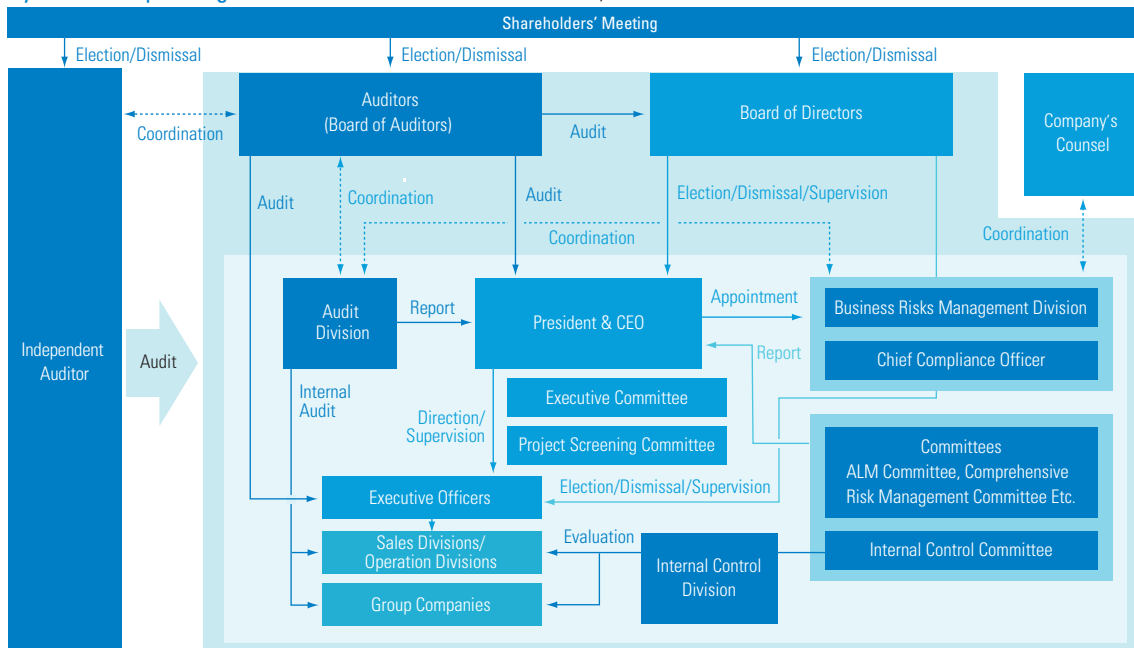 Shareholders' Meeting
Election/Dismissal
Election/Dismissal
Election/Dismissal
Auditors
(Board of Auditors)
Board of Directors
Company's
Counsel
Coordination
Audit
Audit
Coordination
Audit
Election/Dismissal/Supervision
Coordination
Coordination
Independent
Auditor
Audit
Audit
Division
Report
President & CEO
Appointment
Business Risks Management Division
Report
Chief Compliance Officer
Internal
Audit
Direction/
Supervision
Executive Committee
Project Screening Committee
Committees
ALM Committee, Comprehensive
Risk Management Committee Etc.
Executive Officers
Election/Dismissal/Supervision
Sales Divisions/
Operation Divisions
Evaluation
Internal Control
Division
Internal Control Committee
Group Companies